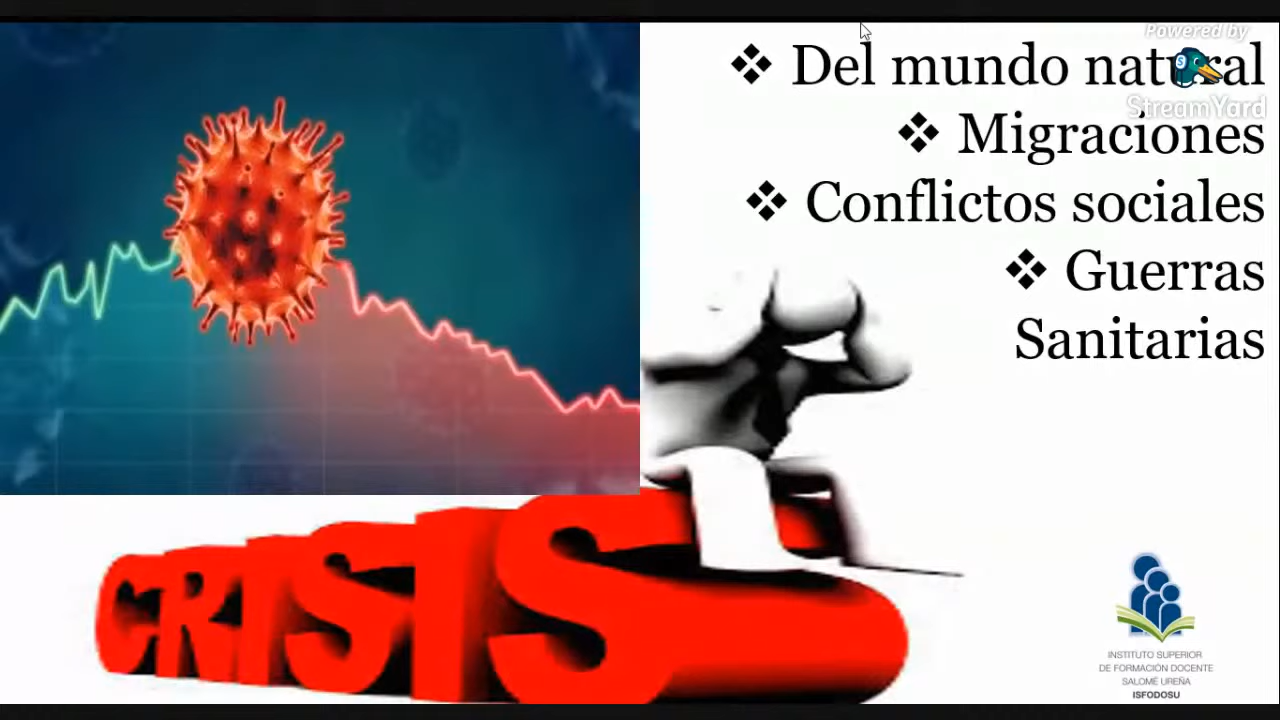 Powered by
StreamYard
❖ Del mundo natural
❖ Migraciones
❖ Conflictos sociales
❖ Guerras
Sanitarias
CRISIS
INSTITUTO SUPERIOR
DE FORMACIÓN DOCENTE
SALOMÉ UREÑA
ISFODOSU